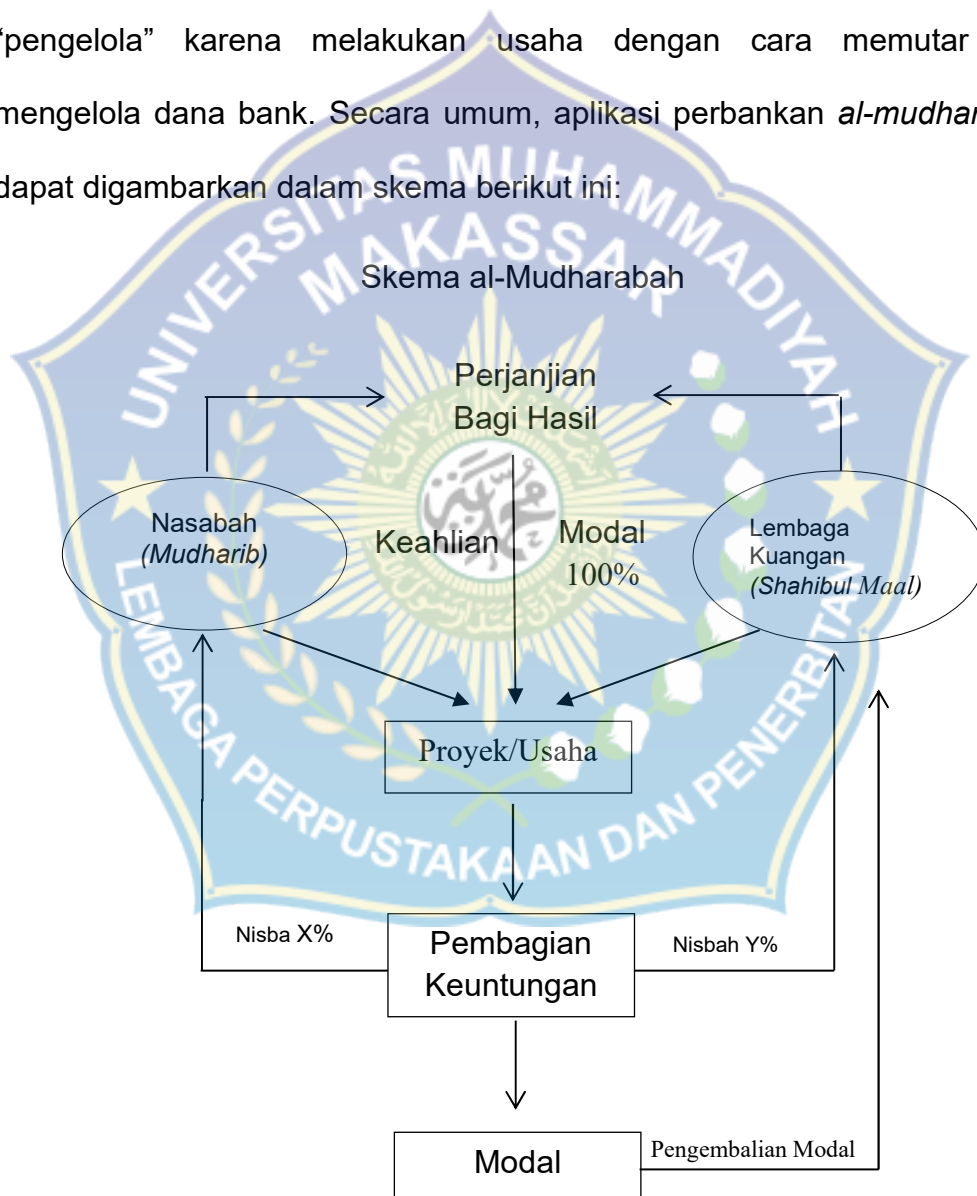 “pengelola” karena melakukan usaha dengan cara memutar
mengelola dana bank. Secara umum, aplikasi perbankan al-mudhar
dapat digambarkan dalam skema berikut ini:
UNIVERSITAS MUHAMMADIYAH
MAKASSAR
Skema al-Mudharabah
Perjanjian
Bagi Hasil
Nasabah
(Mudharib)
Keahlian
Modal
100%
Lembaga
Kuangan
(Shahibul Maal)
Proyek/Usaha
LEMBAGA PERPUSTAKAAN DAN PENERBITAN
Nisba X%
Pembagian
Keuntungan
Nisbah Y%
Modal
Pengembalian Modal